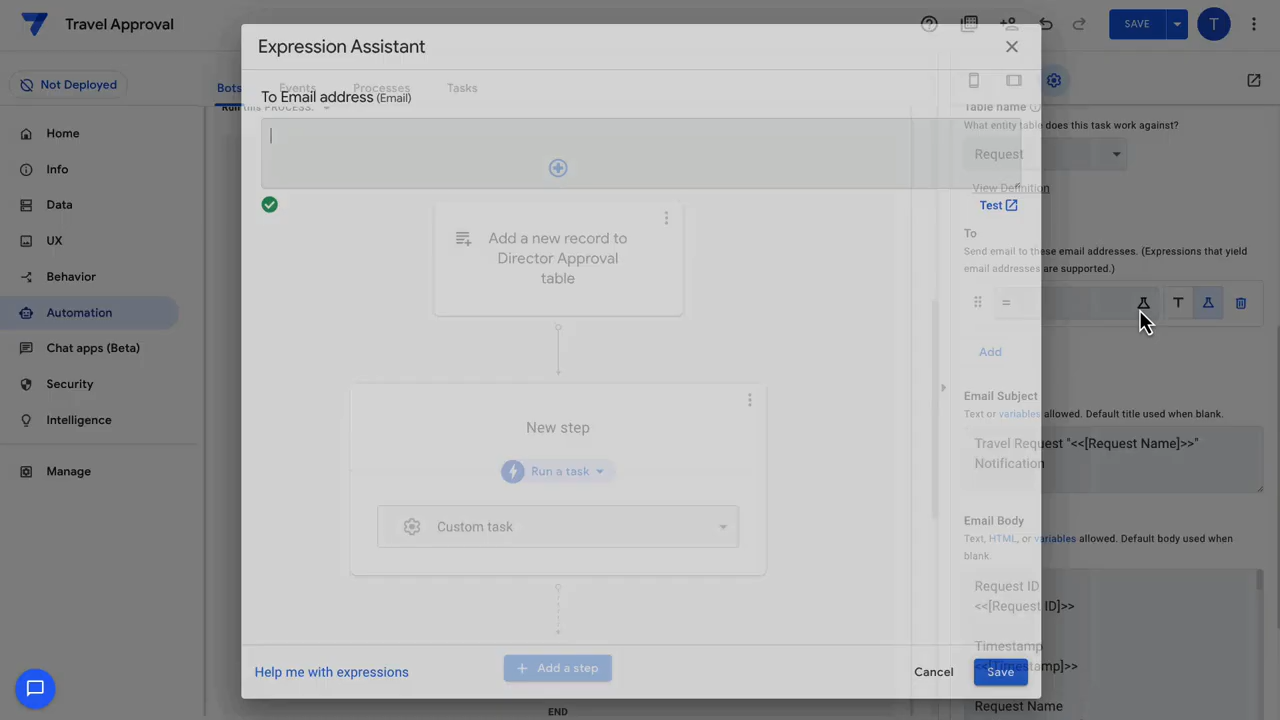 Travel Approval
SAVE
T
Expression Assistant
Not Deployed
Bots
Events
Processes
Tasks
Run this PROCESS:
To Email address (Email)
Table name
What entity table does this task work against?
Request
View Definition
Test
Home
Info
Data
UX
Behavior
Automation
Chat apps (Beta)
Security
Intelligence
Manage
Add a new record to
Director Approval
table
New step
Run a task
Custom task
Add a step
END
To
Send email to these email addresses. (Expressions that yield
email addresses are supported.)
=
Add
Email Subject
Text or variables allowed. Default title used when blank.
Travel Request "<<[Request Name]>>"
Notification
Email Body
Text, HTML, or variables allowed. Default body used when
blank.
Request ID
<<[Request ID]>>
Timestamp
<<[Timestamp]>>
Request Name
Help me with expressions
Cancel
Save